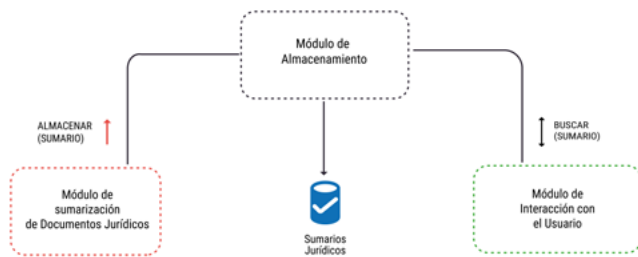 Módulo de
Almacenamiento
ALMACENAR
(SUMARIO)
BUSCAR
(SUMARIO)
Módulo de
sumarización
de Documentos Jurídicos
Sumarios
Jurídicos
Módulo de
Interacción con
el Usuario